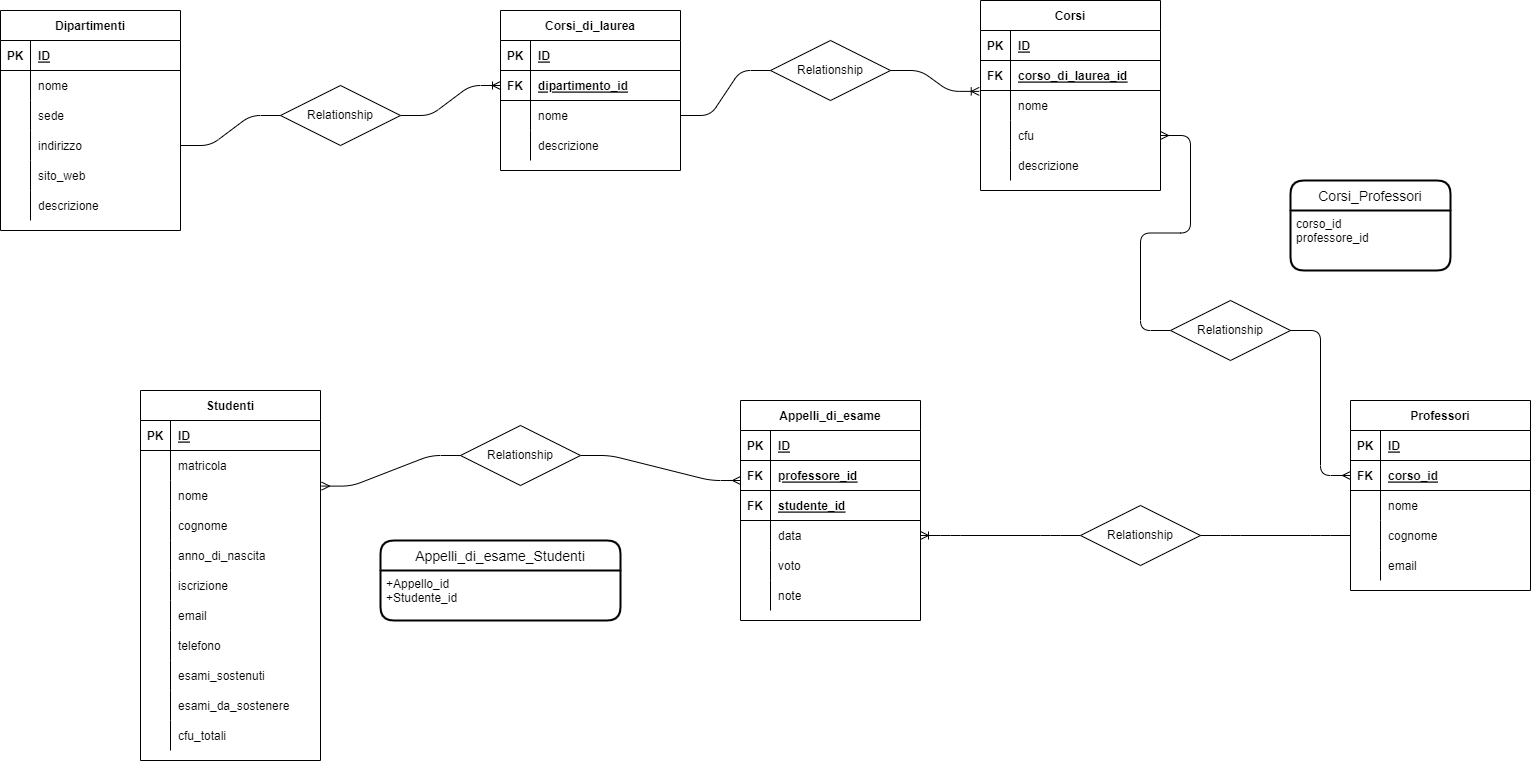 Dipartimenti
PK ID
nome
sede
indirizzo
sito_web
descrizione
Relationship
Corsi_di_laurea
PK ID
FK dipartimento_id
nome
descrizione
Relationship
Corsi
PK ID
FK corso_di_laurea_id
nome
cfu
descrizione
Corsi_Professori
corso_id
professore_id
Relationship
Studenti
PK ID
matricola
nome
cognome
anno_di_nascita
iscrizione
email
telefono
esami_sostenuti
esami_da_sostenere
cfu_totali
Relationship
Appelli_di_esame_Studenti
+Appello_id
+Studente_id
Appelli_di_esame
PK ID
FK professore_id
FK studente_id
data
voto
note
Relationship
Professori
PK ID
FK corso_id
nome
cognome
email